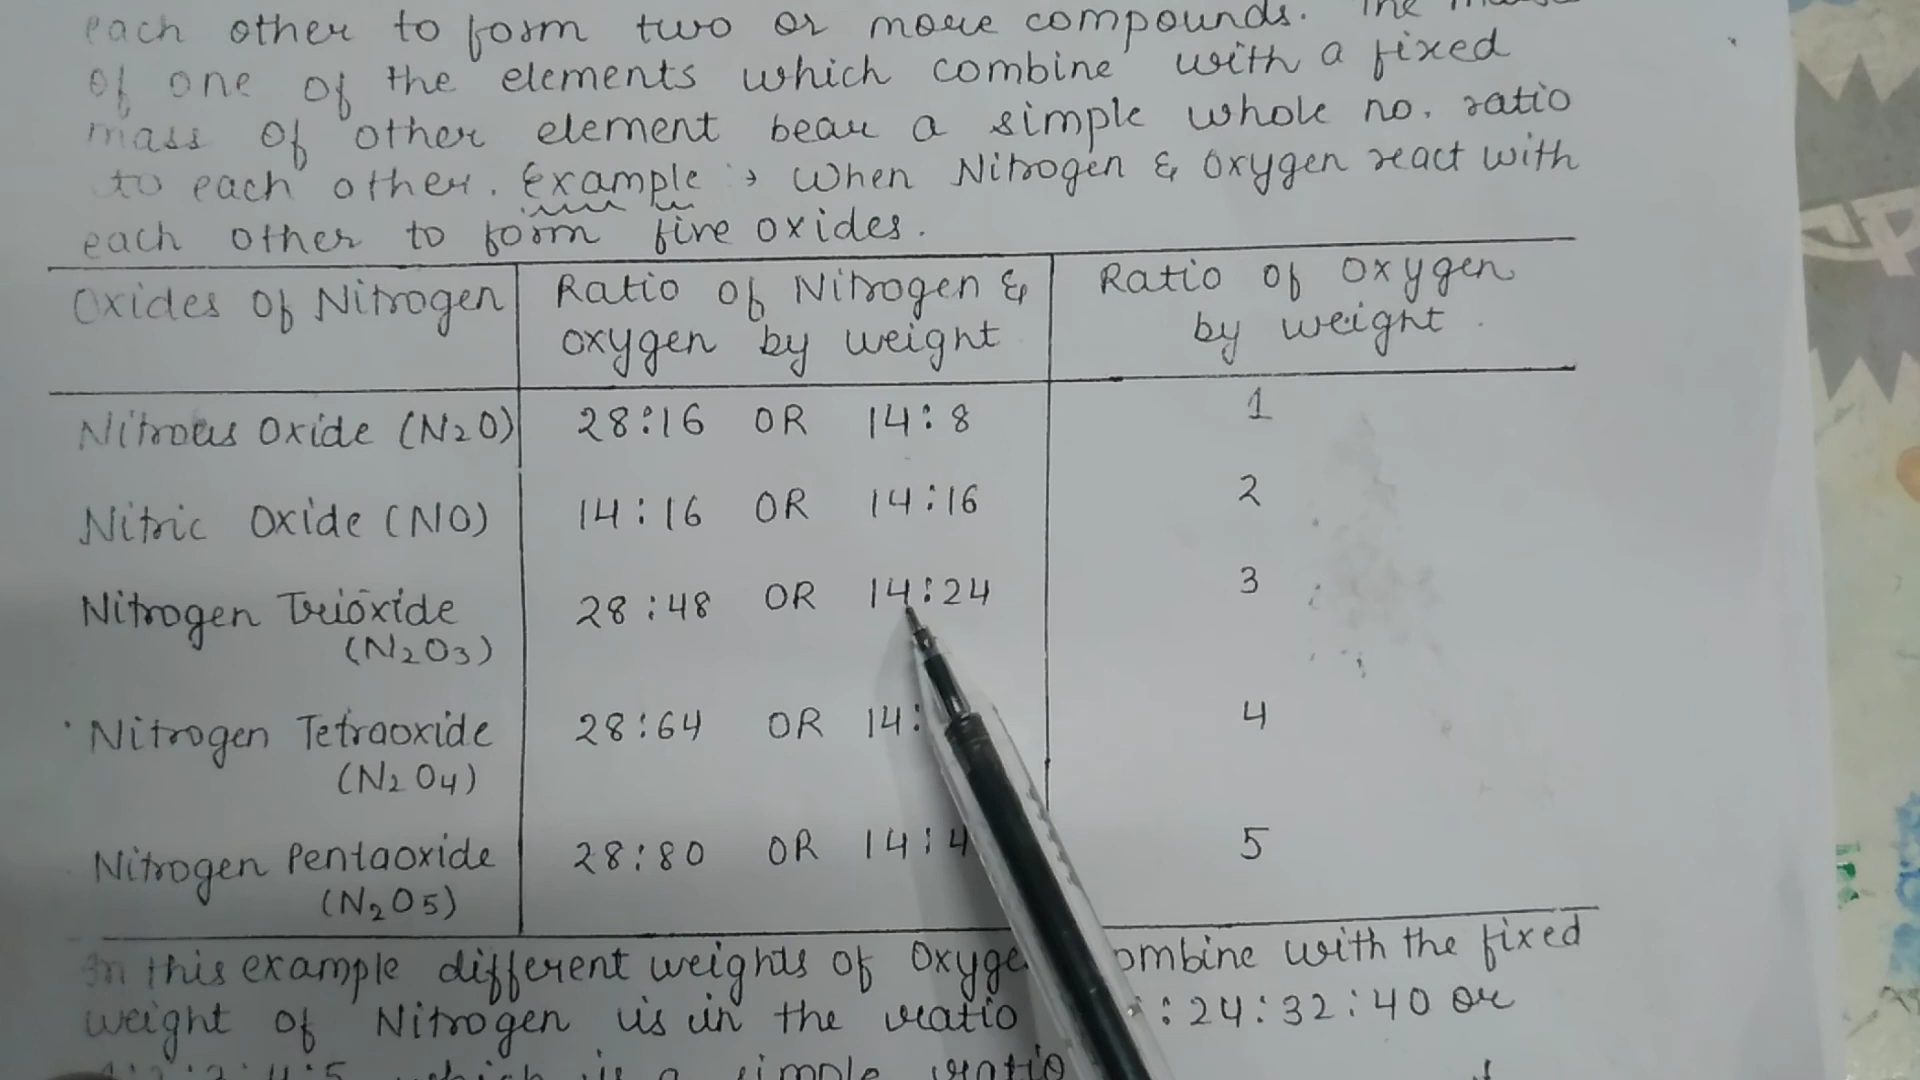 each other to form two or more compounds. The
of one of the elements which combine with a fixed
mass of other element bear a simple whole no. ratio
to each other. Example → When Nitrogen & oxygen react with
each other to form five oxides.
Oxides of Nitrogen
Ratio of Nitrogen & oxygen by weight
Ratio of oxygen by weight
Nitrous Oxide (N2O) 28:16 OR 14:8 1
Nitric Oxide (NO) 14:16 OR 14:16 2
Nitrogen Trioxide (N2O3) 28:48 OR 14:24 3
Nitrogen Tetraoxide (N2O4) 28:64 OR 14: 4
Nitrogen Pentaoxide (N2O5) 28:80 OR 14:4 5
In this example different weights of Oxyge ombine with the fixed
weight of Nitrogen is in the ratio :24:32:40 or
which is a simple ratio